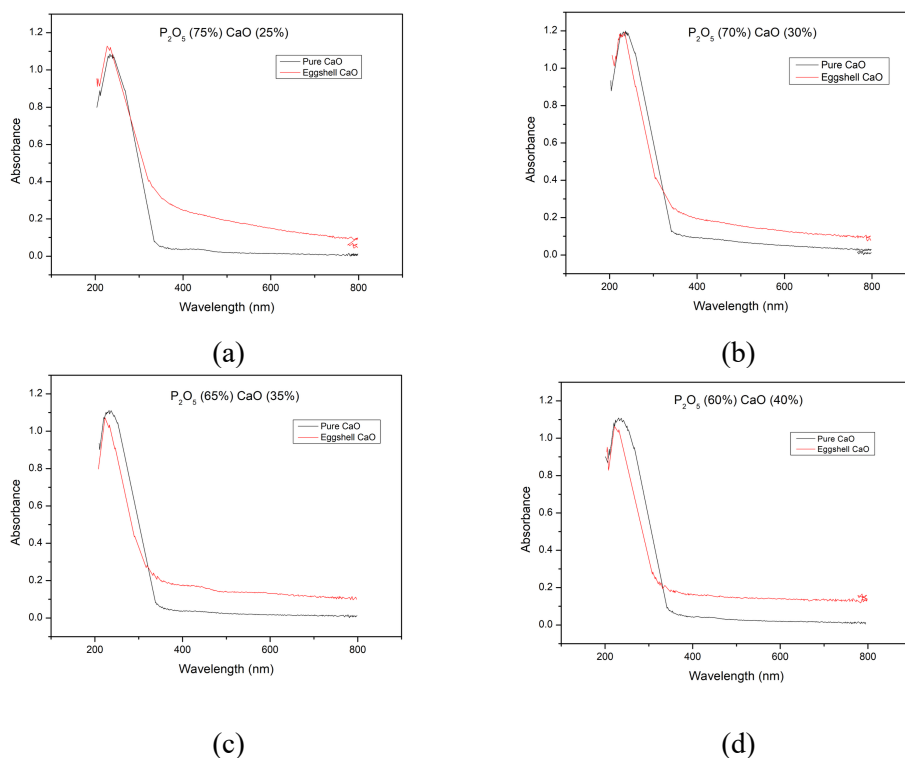 P₂O₅ (75%) CaO (25%)
Pure CaO
Eggshell CaO
1.2
1.0
0.8
0.6
0.4
0.2
0.0
Absorbance
200 400 600 800
Wavelength (nm)
(a)
P₂O₅ (70%) CaO (30%)
Pure CaO
Eggshell CaO
1.2
1.0
0.8
0.6
0.4
0.2
0.0
Absorbance
200 400 600 800
Wavelength (nm)
(b)
P₂O₅ (65%) CaO (35%)
Pure CaO
Eggshell CaO
1.2
1.0
0.8
0.6
0.4
0.2
0.0
Absorbance
200 400 600 800
Wavelength (nm)
(c)
P₂O₅ (60%) CaO (40%)
Pure CaO
Eggshell CaO
1.2
1.0
0.8
0.6
0.4
0.2
0.0
Absorbance
200 400 600 800
Wavelength (nm)
(d)